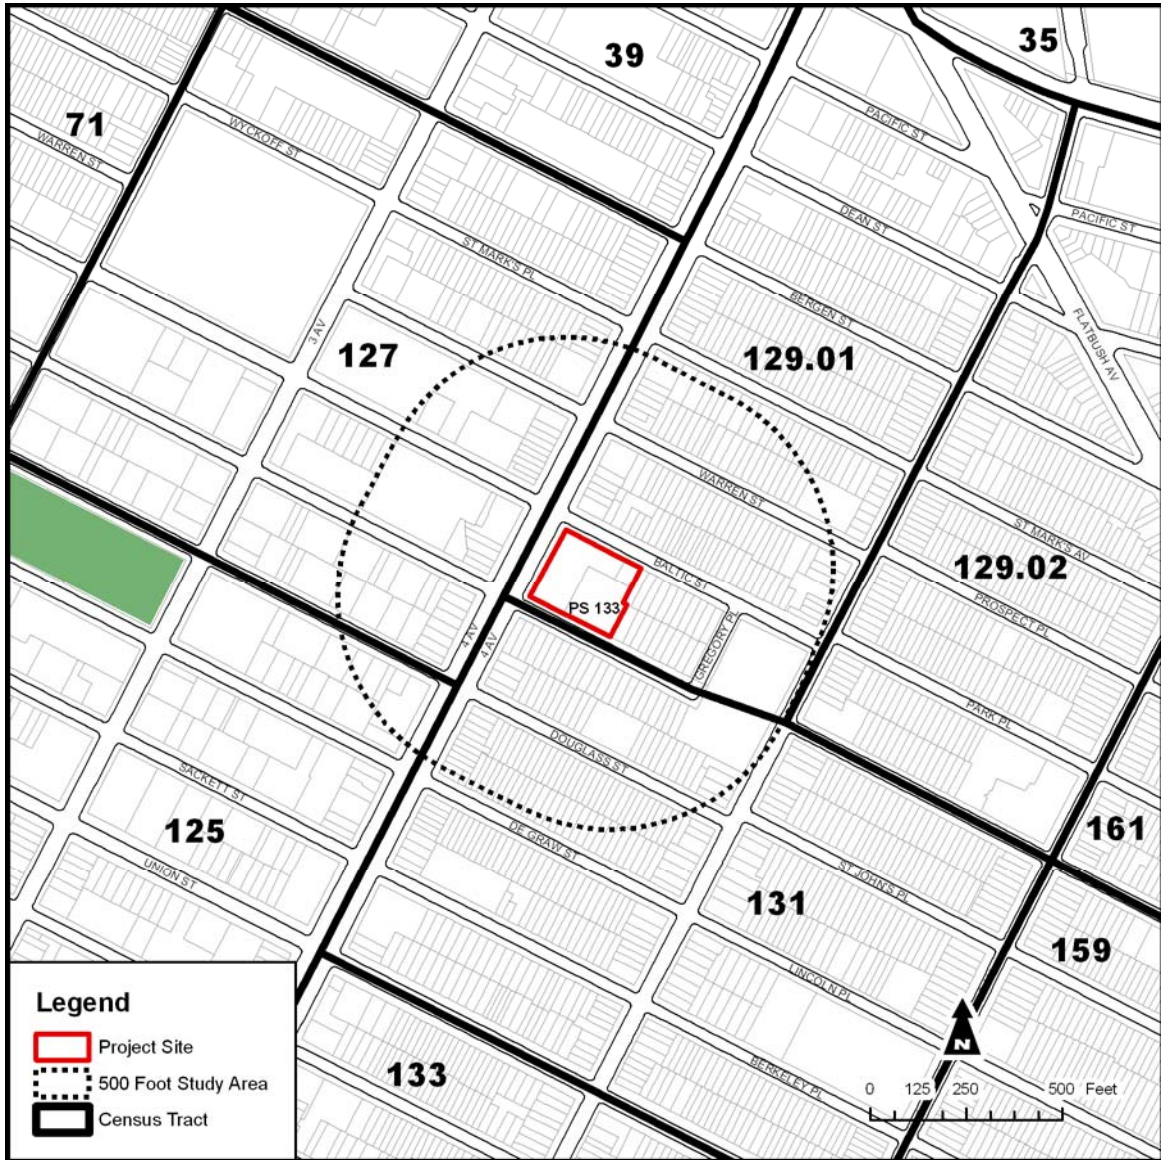 39
35
71
WARREN ST
WYCKOFF ST
PACIFIC ST
DEAN ST
PACIFIC ST
ST MARK'S PL
BERGEN ST
FLATBUSH AV
3 AV
127
129.01
WARREN ST
ST MARK'S AV
129.02
BALTIC ST
PROSPECT PL
PS 133
GREGORY PL
4 AV
4 AV
PARK PL
DOUGLASS ST
SACKETT ST
125
DE GRAW ST
161
UNION ST
ST JOHN'S PL
131
159
LINCOLN PL
BERKELEY PL
133
Legend
Project Site
500 Foot Study Area
Census Tract
N
0 125 250 500 Feet